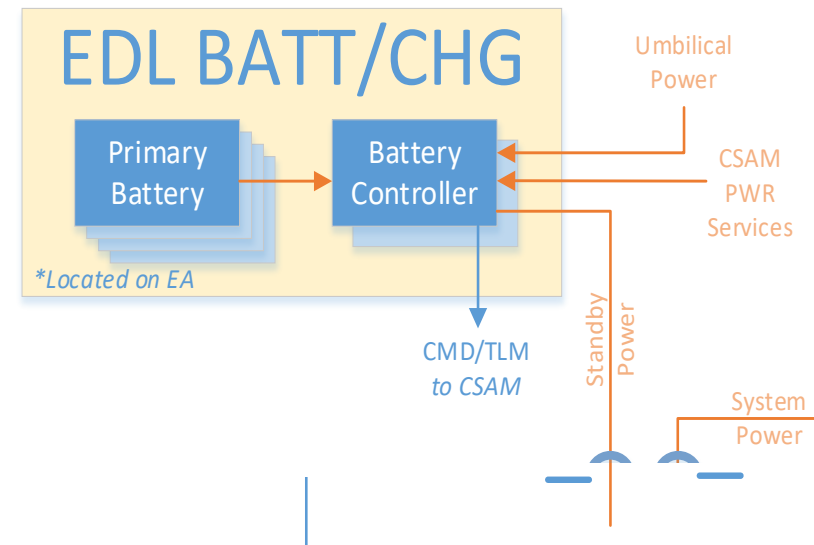 EDL BATT/CHG
Primary
Battery
Battery
Controller
*Located on EA
Umbilical
Power
CSAM
PWR
Services
CMD/TLM
to CSAM
Standby
Power
System
Power